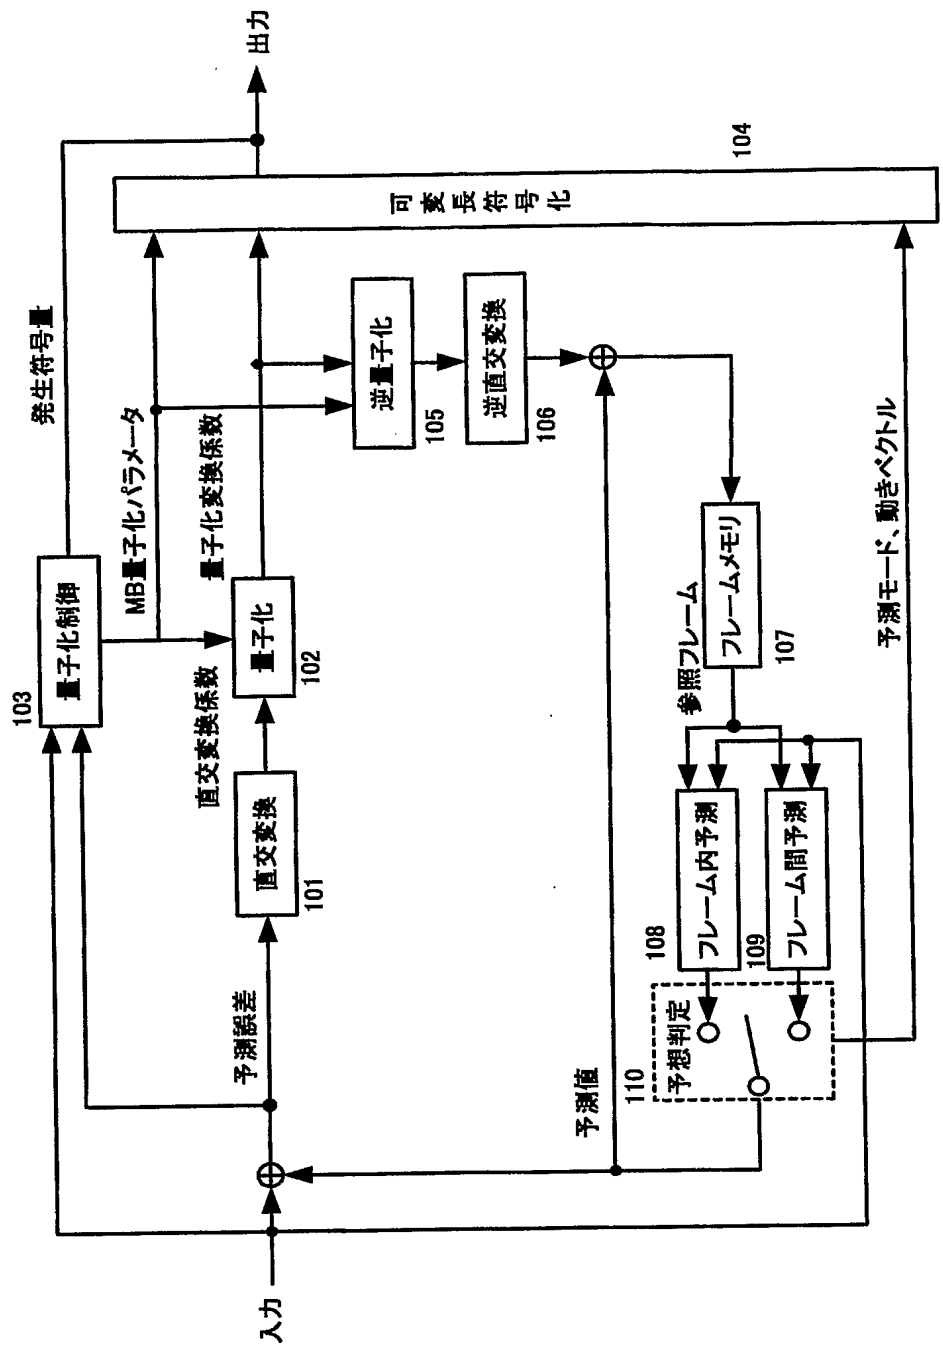 入力
予測誤差
101
直交変換
直交変換係数
102
量子化
量子化変換係数
103
量子化制御
MB量子化パラメータ
発生符号量
出力
可変長符号化
104
逆量子化
105
逆直交変換
106
フレームメモリ
107
参照フレーム
108
フレーム内予測
109
フレーム間予測
110
予想判定
予測値
予測モード、動きベクトル